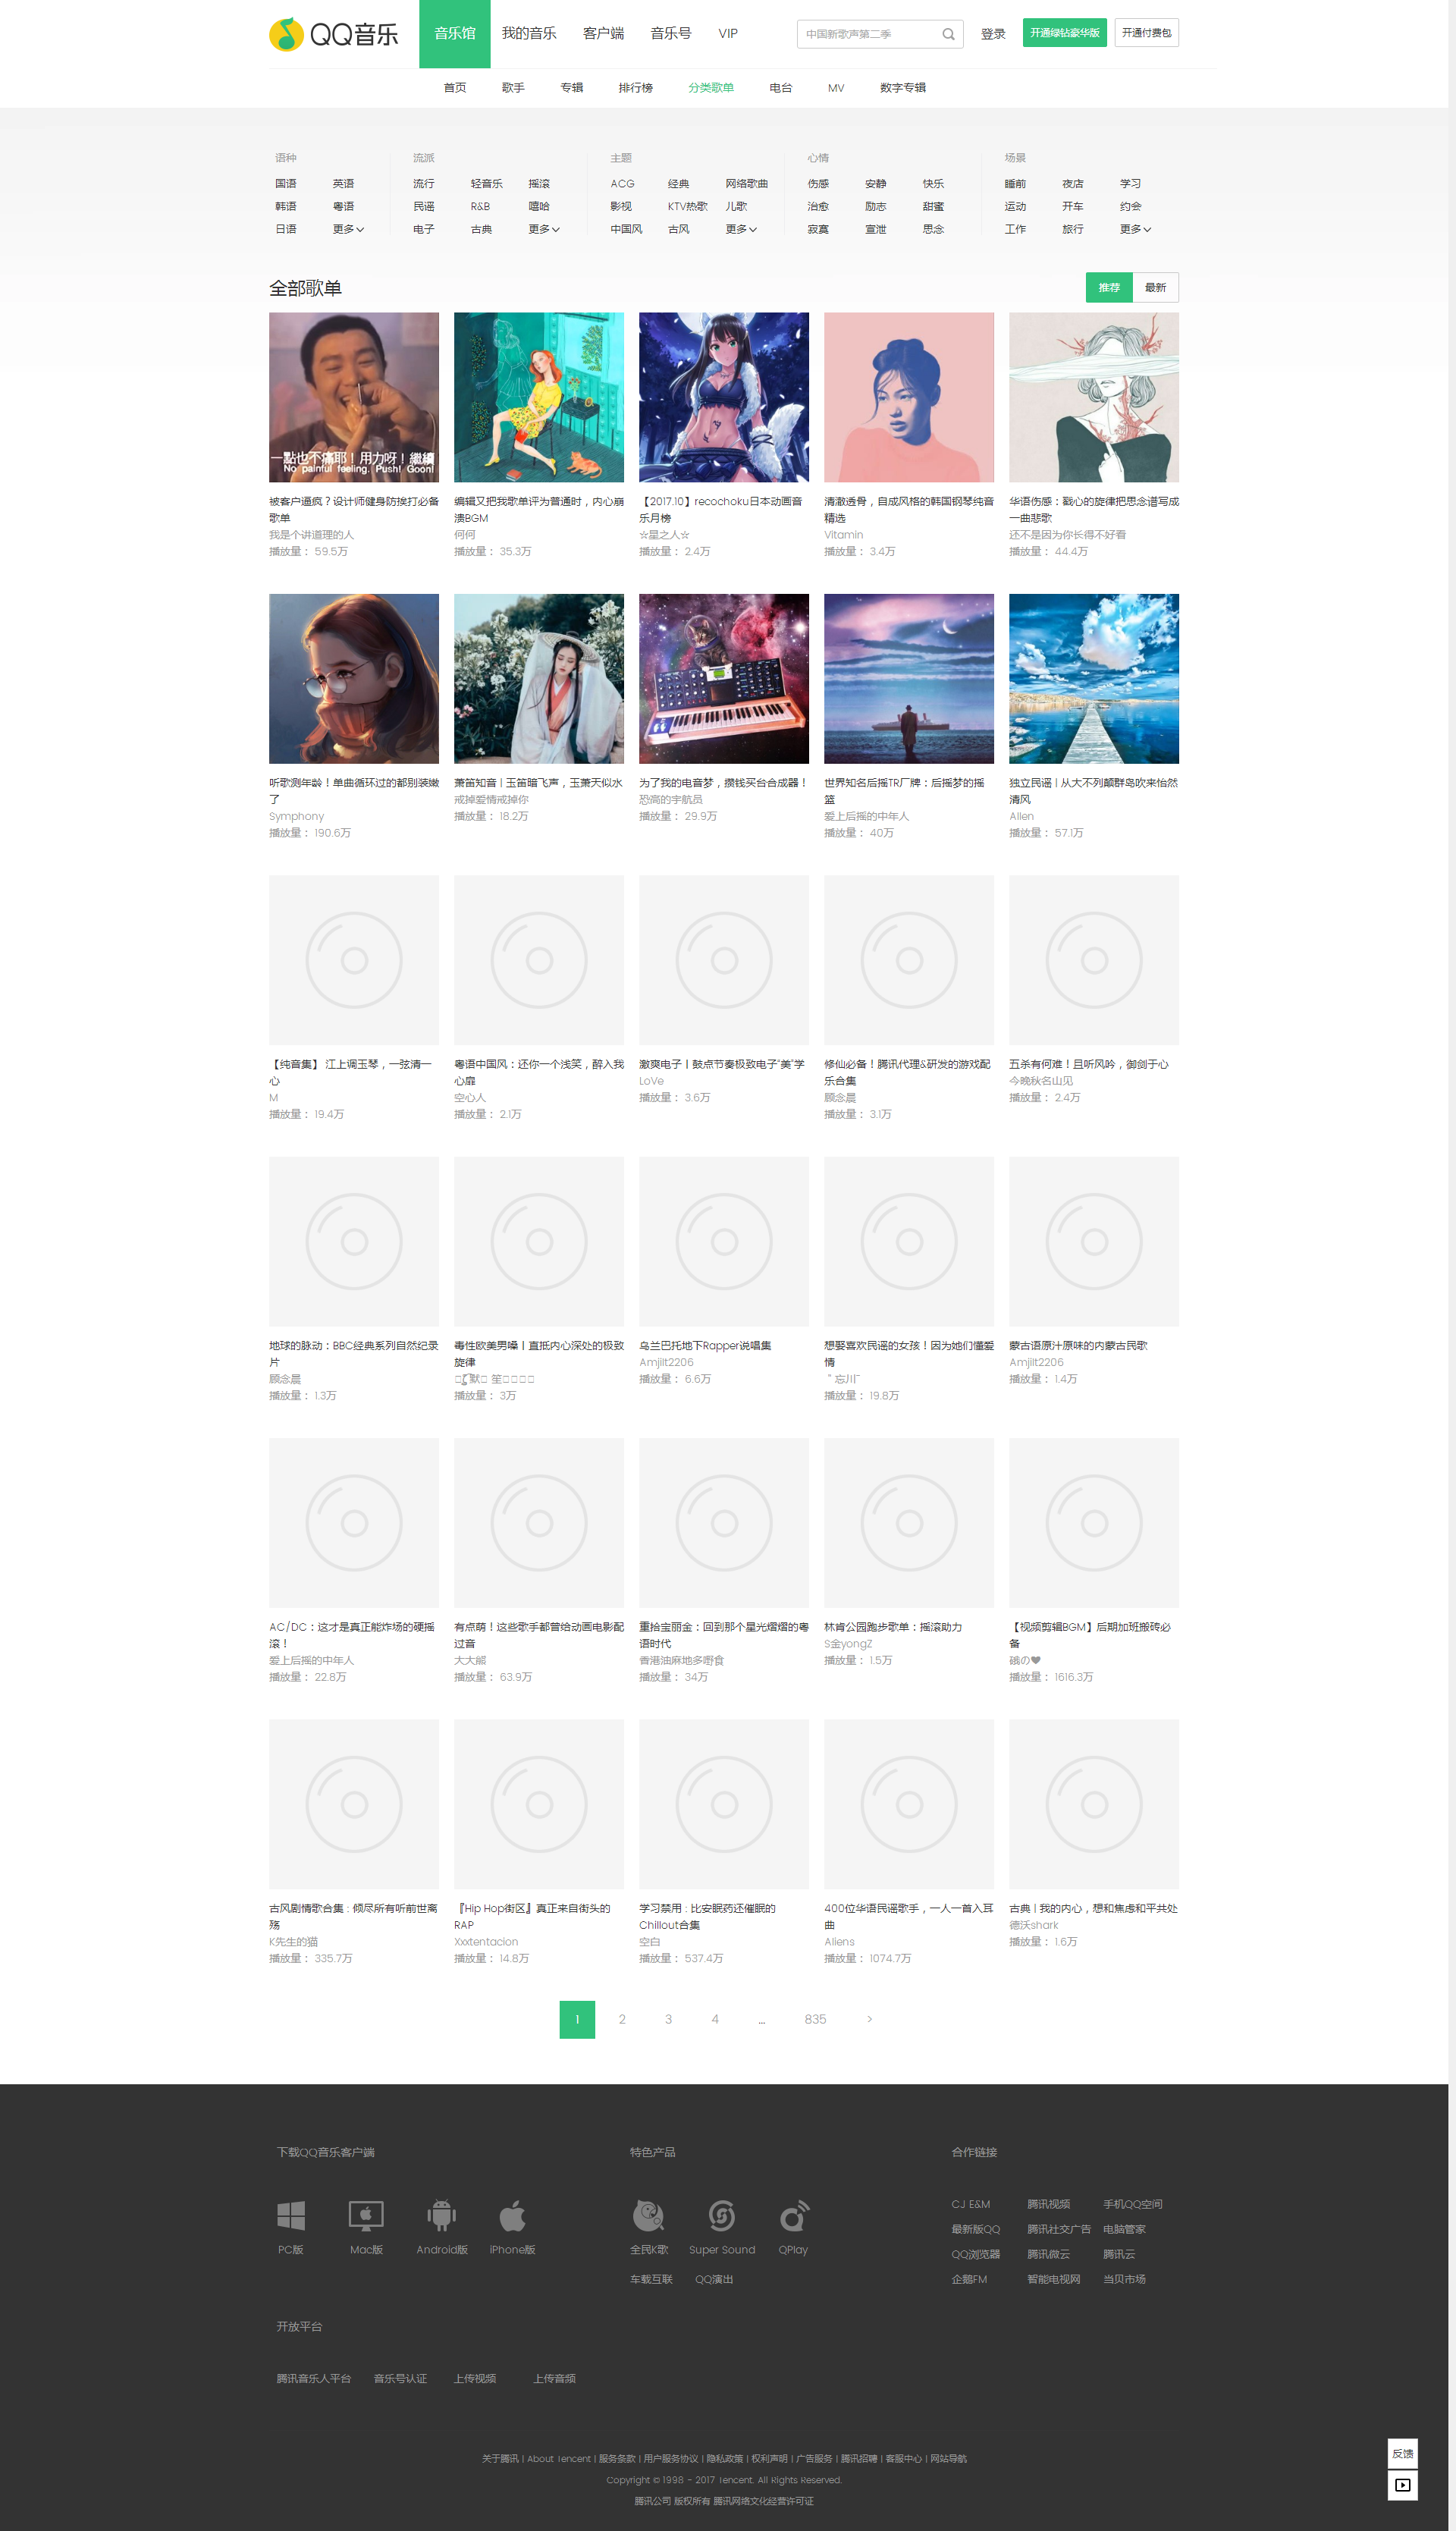 QQ音乐
音乐馆 我的音乐 客户端 音乐号 VIP
中国新歌声第二季
登录
开通绿钻豪华版
开通付费包
首页 歌手 专辑 排行榜 分类歌单 电台 MV 数字专辑
语种 流派 主题 心情 场景
国语 英语 流行 轻音乐 摇滚 ACG 经典 网络歌曲 伤感 安静 快乐 睡前 夜店 学习
韩语 粤语 民谣 R&B 嘻哈 影视 KTV热歌 儿歌 治愈 励志 甜蜜 运动 开车 约会
日语 更多 电子 古典 更多 中国风 古风 更多 寂寞 宣泄 思念 工作 旅行 更多
全部歌单
推荐 最新
一點也不痛耶！用力呀！繼續
No painful feeling. Push! Goon!
被客户逼疯？设计师健身防挨打必备
歌单
我是个讲道理的人
播放量： 59.5万
编辑又把我歌单评为普通时，内心崩
溃BGM
何何
播放量： 35.3万
【2017.10】recochoku日本动画音
乐月榜
☆星之人☆
播放量： 2.4万
清澈透骨，自成风格的韩国钢琴纯音
精选
Vitamin
播放量： 3.4万
华语伤感：戳心的旋律把思念谱写成
一曲悲歌
还不是因为你长得不好看
播放量： 44.4万
听歌测年龄！单曲循环过的都别装嫩
了
Symphony
播放量： 190.6万
萧笛知音 | 玉笛暗飞声，玉萧天似水
戒掉爱情戒掉你
播放量： 18.2万
为了我的电音梦，攒钱买台合成器！
恐高的宇航员
播放量： 29.9万
世界知名后摇TR厂牌：后摇梦的摇
篮
爱上后摇的中年人
播放量： 40万
独立民谣 | 从大不列颠群岛吹来怡然
清风
Allen
播放量： 57.1万
【纯音集】 江上调玉琴，一弦清一
心
M
播放量： 19.4万
粤语中国风：还你一个浅笑，醉入我
心扉
空心人
播放量： 2.1万
激爽电子丨鼓点节奏极致电子“美”学
LoVe
播放量： 3.6万
修仙必备！腾讯代理&研发的游戏配
乐合集
顾念晨
播放量： 3.1万
五杀有何难！且听风吟，御剑于心
今晚秋名山见
播放量： 2.4万
地球的脉动：BBC经典系列自然纪录
片
顾念晨
播放量： 1.3万
毒性欧美男嗓丨直抵内心深处的极致
旋律
播放量： 3万
乌兰巴托地下Rapper说唱集
Amjilt2206
播放量： 6.6万
想娶喜欢民谣的女孩！因为她们懂爱
情
＂忘川ˉ
播放量： 19.8万
蒙古语原汁原味的内蒙古民歌
Amjilt2206
播放量： 1.4万
AC/DC：这才是真正能炸场的硬摇
滚！
爱上后摇的中年人
播放量： 22.8万
有点萌！这些歌手都曾给动画电影配
过音
大大熊
播放量： 63.9万
重拾宝丽金：回到那个星光熠熠的粤
语时代
香港油麻地多嘢食
播放量： 34万
林肯公园跑步歌单：摇滚助力
S金yongZ
播放量： 1.5万
【视频剪辑BGM】后期加班搬砖必
备
の❤
播放量： 1616.3万
古风剧情歌合集 : 倾尽所有听前世离
殇
K先生的猫
播放量： 335.7万
『Hip Hop街区』真正来自街头的
RAP
Xxxtentacion
播放量： 14.8万
学习禁用 : 比安眠药还催眠的
Chillout合集
空白
播放量： 537.4万
400位华语民谣歌手，一人一首入耳
曲
Aliens
播放量： 1074.7万
古典 | 我的内心，想和焦虑和平共处
德沃shark
播放量： 1.6万
1 2 3 4 ... 835 >
下载QQ音乐客户端
PC版 Mac版 Android版 iPhone版
特色产品
全民K歌 Super Sound QPlay
车载互联 QQ演出
合作链接
CJ E&M 腾讯视频 手机QQ空间
最新版QQ 腾讯社交广告 电脑管家
QQ浏览器 腾讯微云 腾讯云
企鹅FM 智能电视网 当贝市场
开放平台
腾讯音乐人平台 音乐号认证 上传视频 上传音频
关于腾讯 | About Tencent | 服务条款 | 用户服务协议 | 隐私政策 | 权利声明 | 广告服务 | 腾讯招聘 | 客服中心 | 网站导航
Copyright © 1998 - 2017 Tencent. All Rights Reserved.
腾讯公司 版权所有 腾讯网络文化经营许可证
反馈